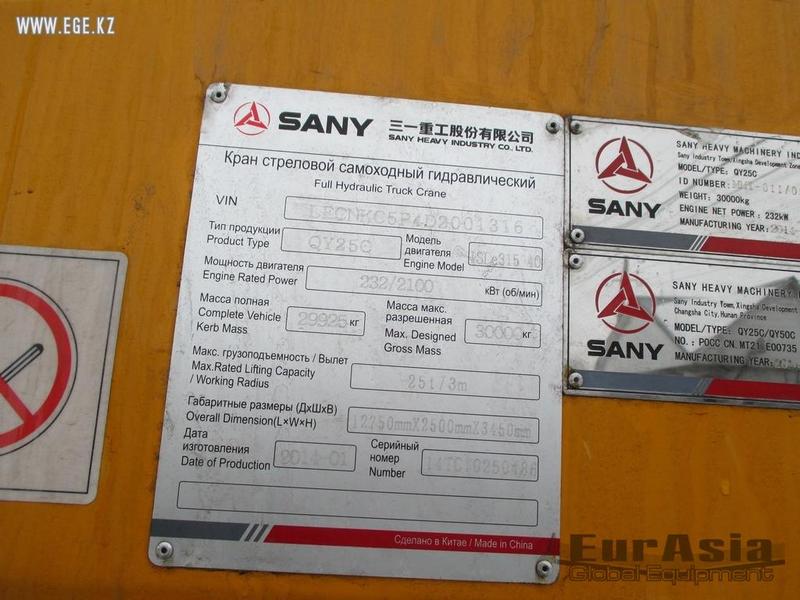 WWW.EGE.KZ
SANY 三一重工股份有限公司
SANY HEAVY INDUSTRY CO., LTD.
Кран стреловой самоходный гидравлический
Full Hydraulic Truck Crane
VIN
Тип продукции
Product Type
QY25C
Модель
двигателя
Engine Model
ISLe315 40
Мощность двигателя
Engine Rated Power
232/2100
кВт (об/мин)
Масса полная
Complete Vehicle
Kerb Mass
29925 кг
Масса макс.
разрешенная
Max. Designed
Gross Mass
30000 кг
Макс. грузоподъемность / Вылет
Max.Rated Lifting Capacity
/ Working Radius
25t/3m
Габаритные размеры (ДхШхВ)
Overall Dimension(L×W×H)
12750mmX2500mmX3450mm
Дата
изготовления
Date of Production
2014-01
Серийный
номер
Number
Сделано в Китае / Made in China
SANY
SANY HEAVY MACHINERY
Sany Industry Town,Xingsha Development Zone
MODEL/TYPE: QY25C
ID NUMBER:
WEIGHT: 30000kg
ENGINE NET POWER: 232kW
MANUFACTURING YEAR: 2014
SANY
SANY HEAVY MACHINERY
Sany Industry Town,Xingsha Development
Changsha City, Hunan Province
MODEL/TYPE: QY25C/QY50C
NO.: POCC CN. MT21 E00735
MANUFACTURING YEAR:
EurAsia
Global Equipment